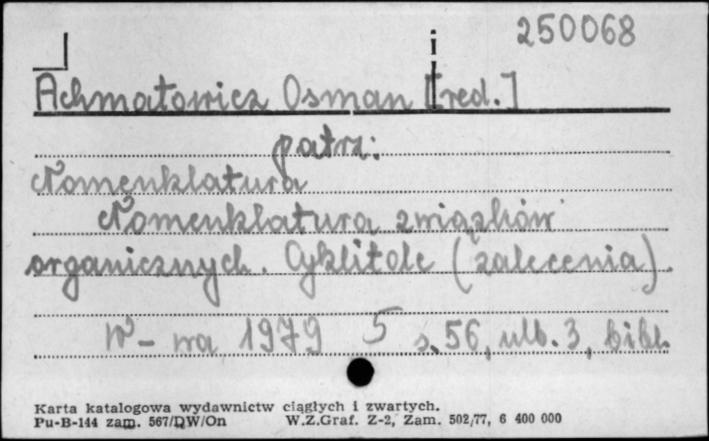 250068
i
Achmatowicz Osman [red.]
patrz:
Nomenklatura
Nomenklatura związków
organicznych. Cyklitole (zalecenia).
W-wa 1979 5 s. 56, ulb. 3, bibl.
Karta katalogowa wydawnictw ciągłych i zwartych.
Pu-B-144 zam. 567/DW/On W.Z.Graf. Z-2, Zam. 502/77, 6 400 000